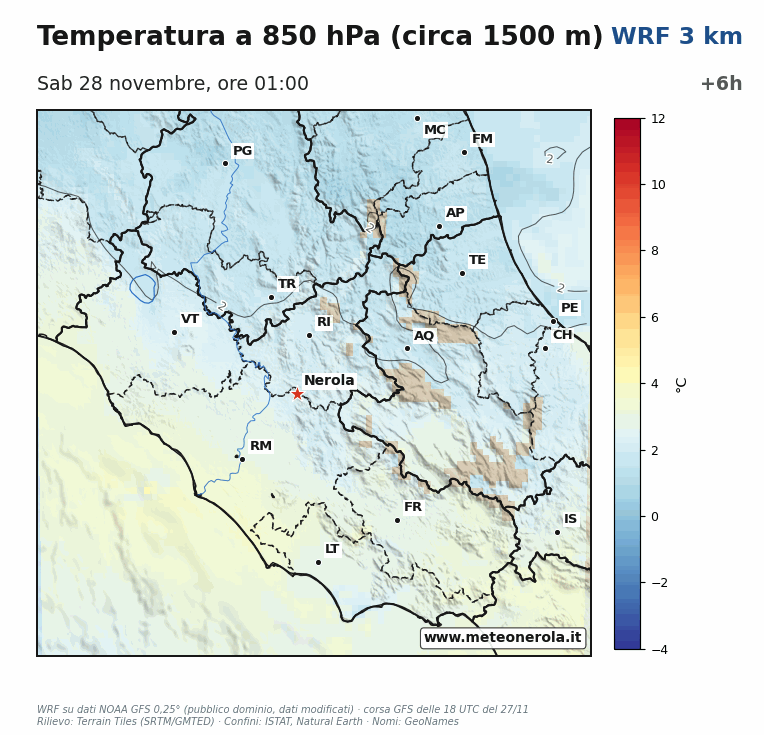 Temperatura a 850 hPa (circa 1500 m) WRF 3 km
Sab 28 novembre, ore 01:00 +6h
MC
FM
PG
2
AP
2
TE
TR
2
2
PE
VT
RI
AQ
CH
Nerola
RM
FR
IS
LT
www.meteonerola.it
12
10
8
6
4
2
0
−2
−4
°C
WRF su dati NOAA GFS 0,25° (pubblico dominio, dati modificati) · corsa GFS delle 18 UTC del 27/11
Rilievo: Terrain Tiles (SRTM/GMTED) · Confini: ISTAT, Natural Earth · Nomi: GeoNames